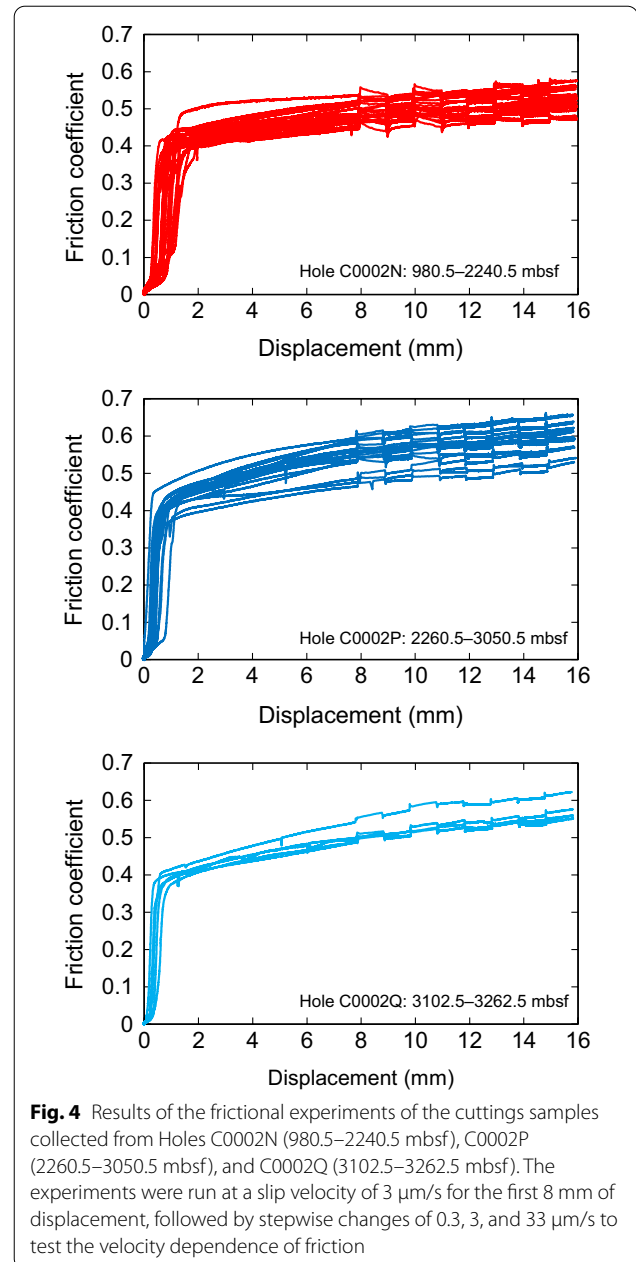 0.7
0.6
0.5
0.4
0.3
0.2
0.1
0
Friction coefficient
Hole C0002N: 980.5–2240.5 mbsf
0 2 4 6 8 10 12 14 16
Displacement (mm)
0.7
0.6
0.5
0.4
0.3
0.2
0.1
0
Friction coefficient
Hole C0002P: 2260.5–3050.5 mbsf
0 2 4 6 8 10 12 14 16
Displacement (mm)
0.7
0.6
0.5
0.4
0.3
0.2
0.1
0
Friction coefficient
Hole C0002Q: 3102.5–3262.5 mbsf
0 2 4 6 8 10 12 14 16
Displacement (mm)
Fig. 4 Results of the frictional experiments of the cuttings samples
collected from Holes C0002N (980.5–2240.5 mbsf), C0002P
(2260.5–3050.5 mbsf), and C0002Q (3102.5–3262.5 mbsf). The
experiments were run at a slip velocity of 3 μm/s for the first 8 mm of
displacement, followed by stepwise changes of 0.3, 3, and 33 μm/s to
test the velocity dependence of friction